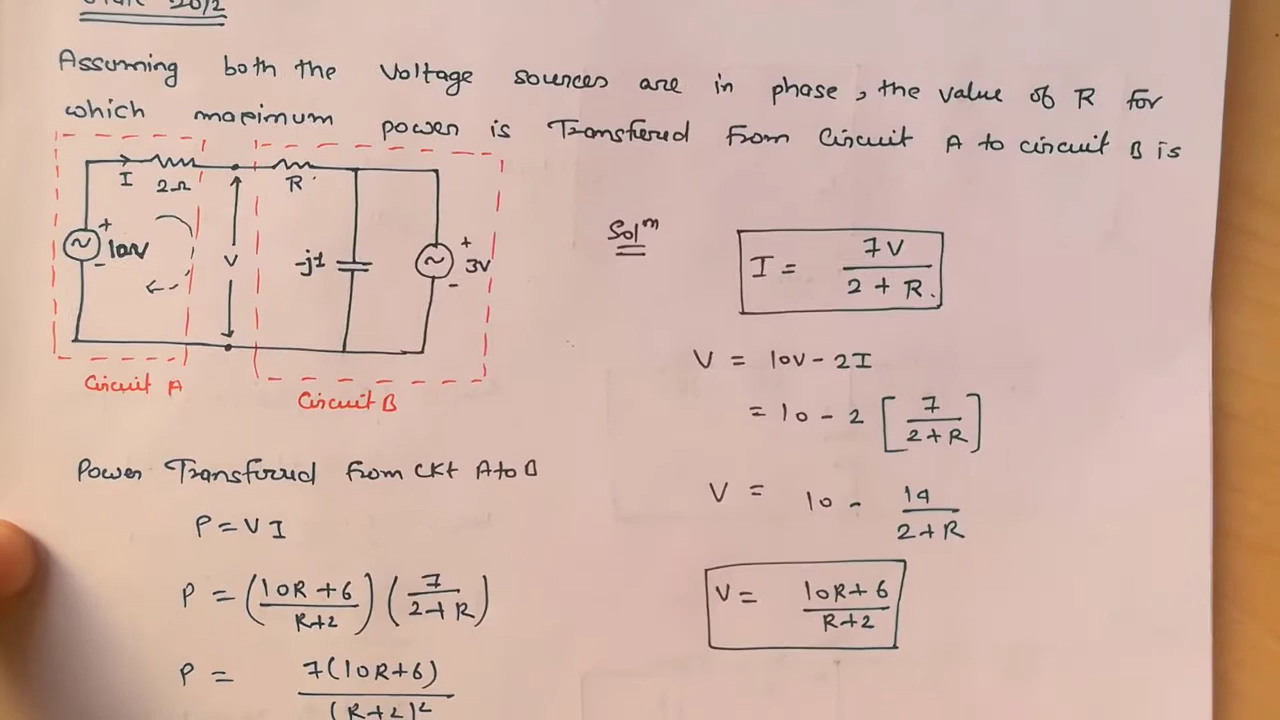 2012
Assuming both the Voltage sources are in phase, the value of R for
which maximum power is Transfered From Circuit A to circuit B is
I
2Ω
R
+
10V
-
V
-j1
+
3V
-
Circuit A
Circuit B
Soln
I = 7V / 2 + R.
V = 10V - 2I
= 10 - 2 [ 7 / 2+R ]
V = 10 - 14 / 2+R
V = 10R+6 / R+2
Power Transfurred From CKt A to B
P = V I
P = (10R+6 / R+2) (7 / 2+R)
P = 7(10R+6) / (R+2)²